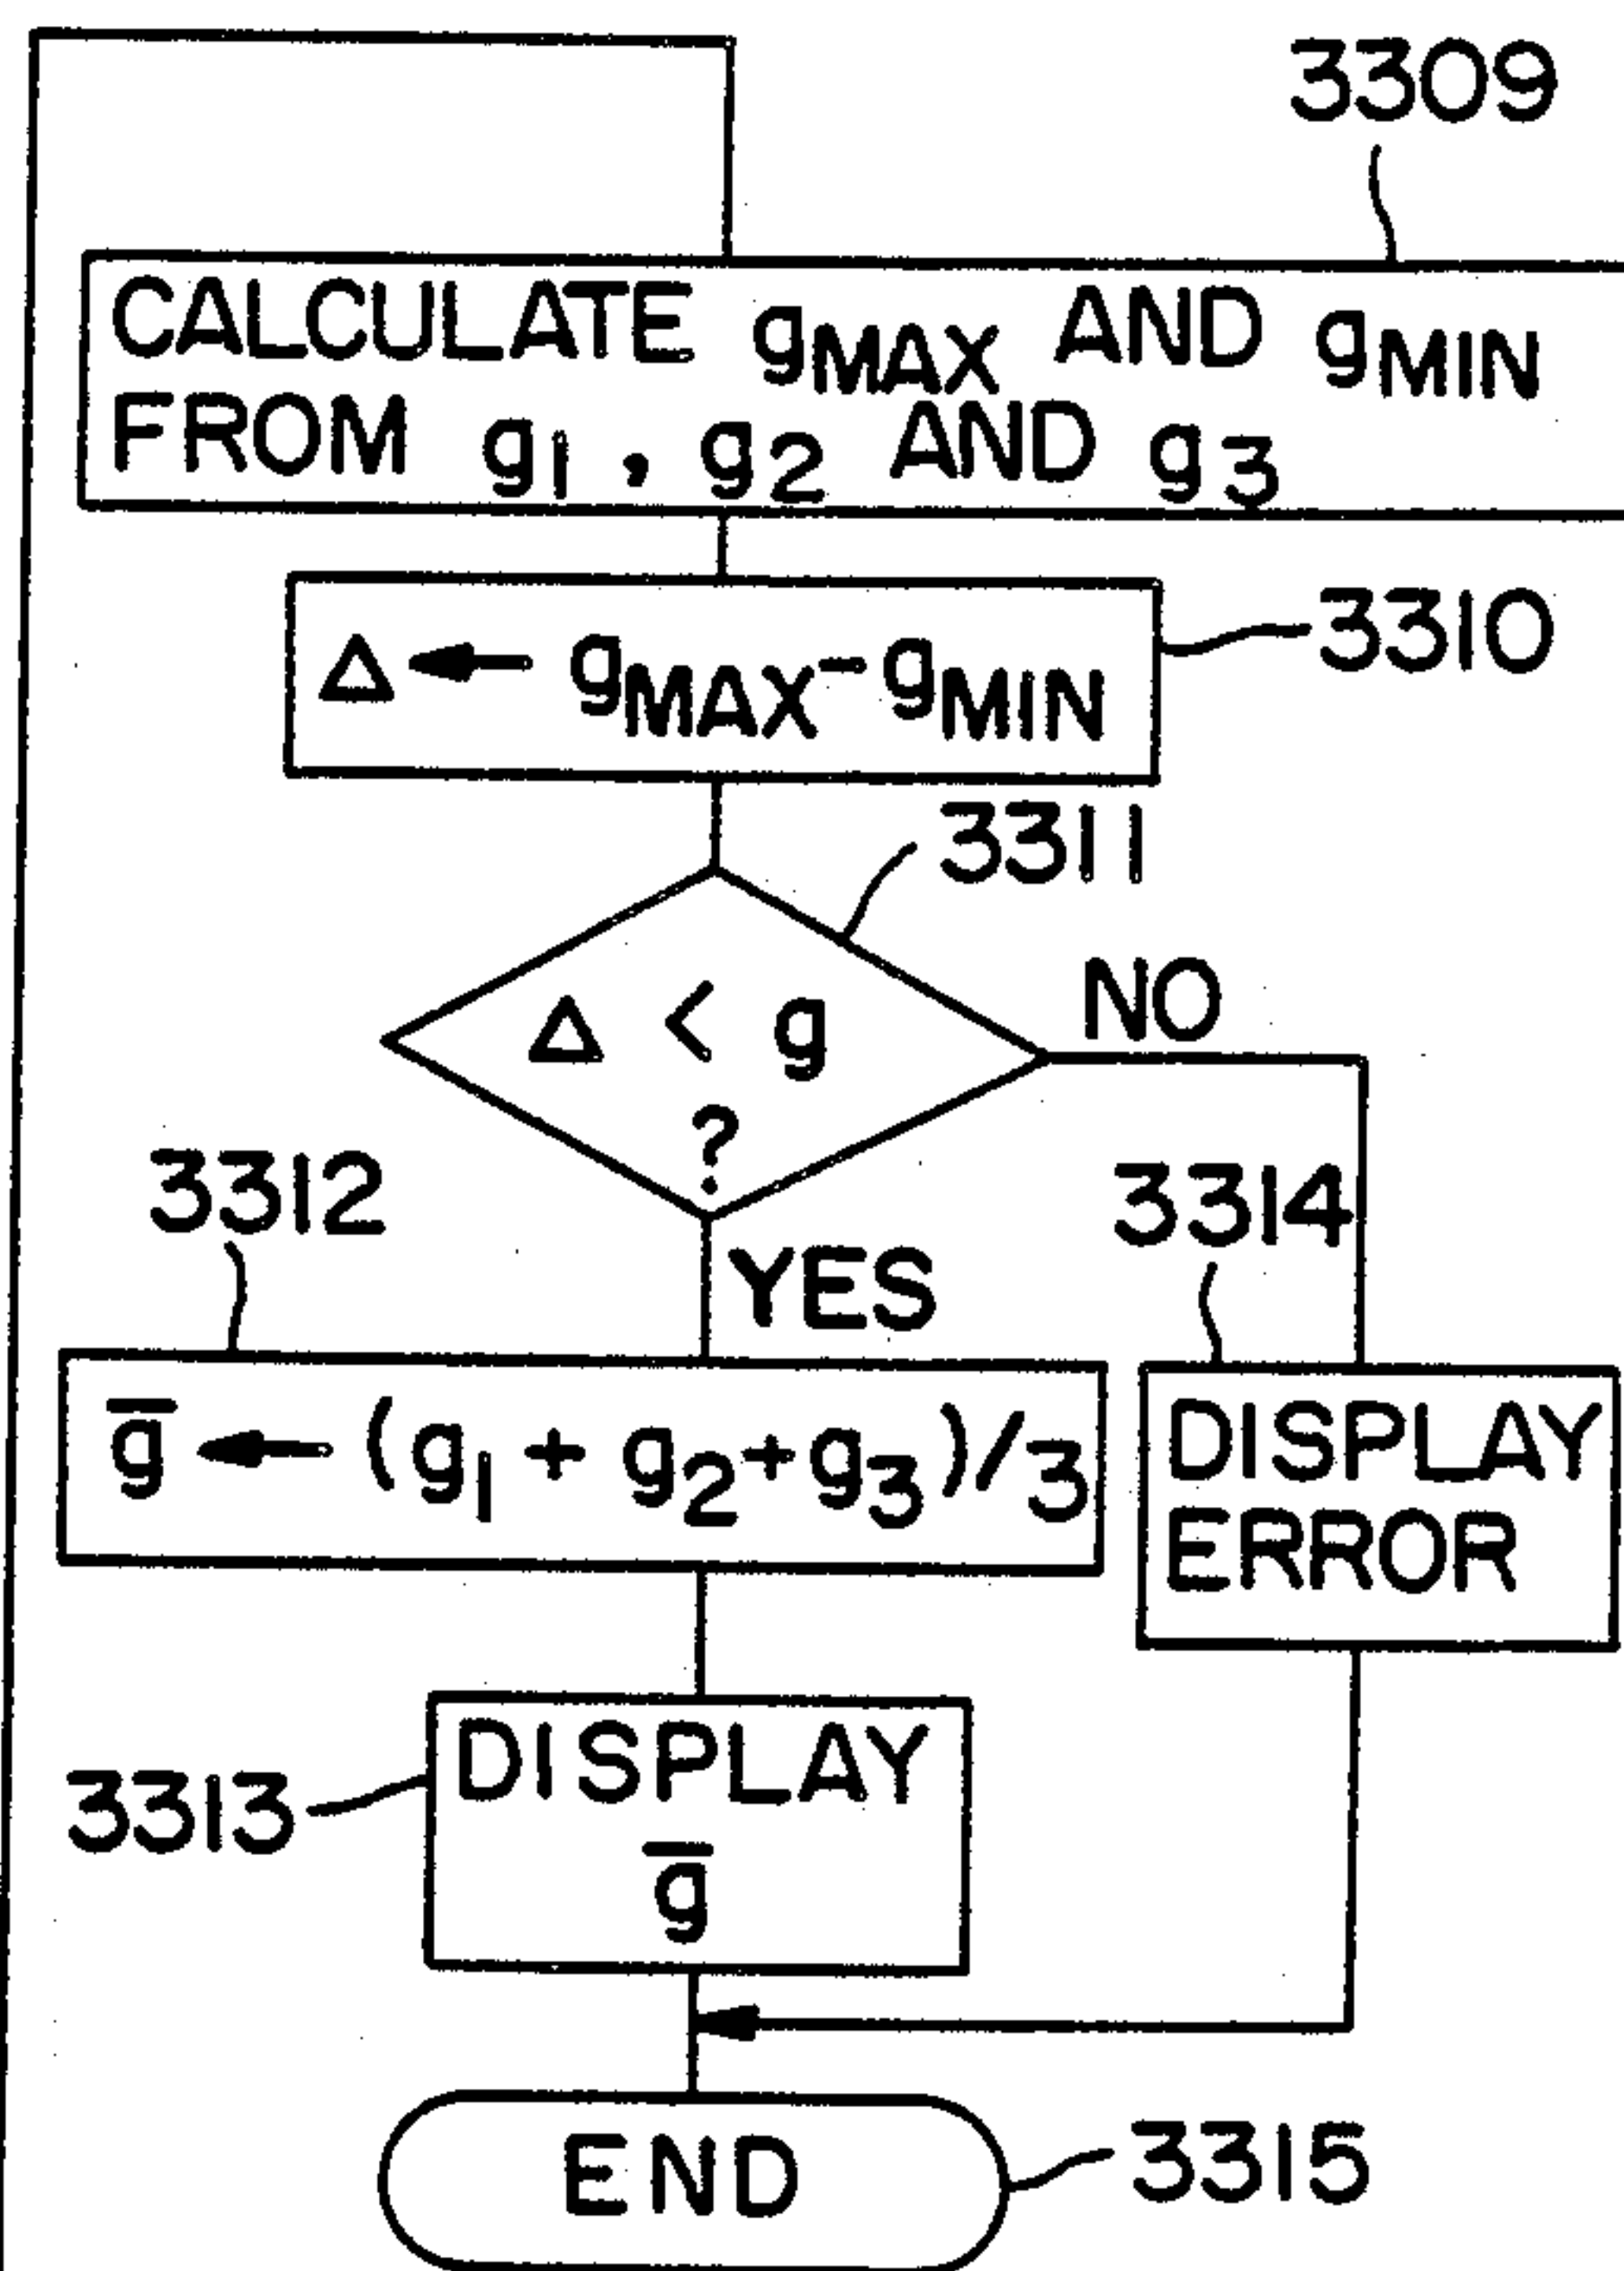 3309
CALCULATE gMAX AND gMIN
FROM g1, g2 AND g3
3310
Δ ← gMAX-gMIN
3311
Δ < g
?
NO
YES
3312
3314
g̅ ← (g1 + g2+g3)/3
DISPLAY
ERROR
3313
DISPLAY
g̅
END
3315